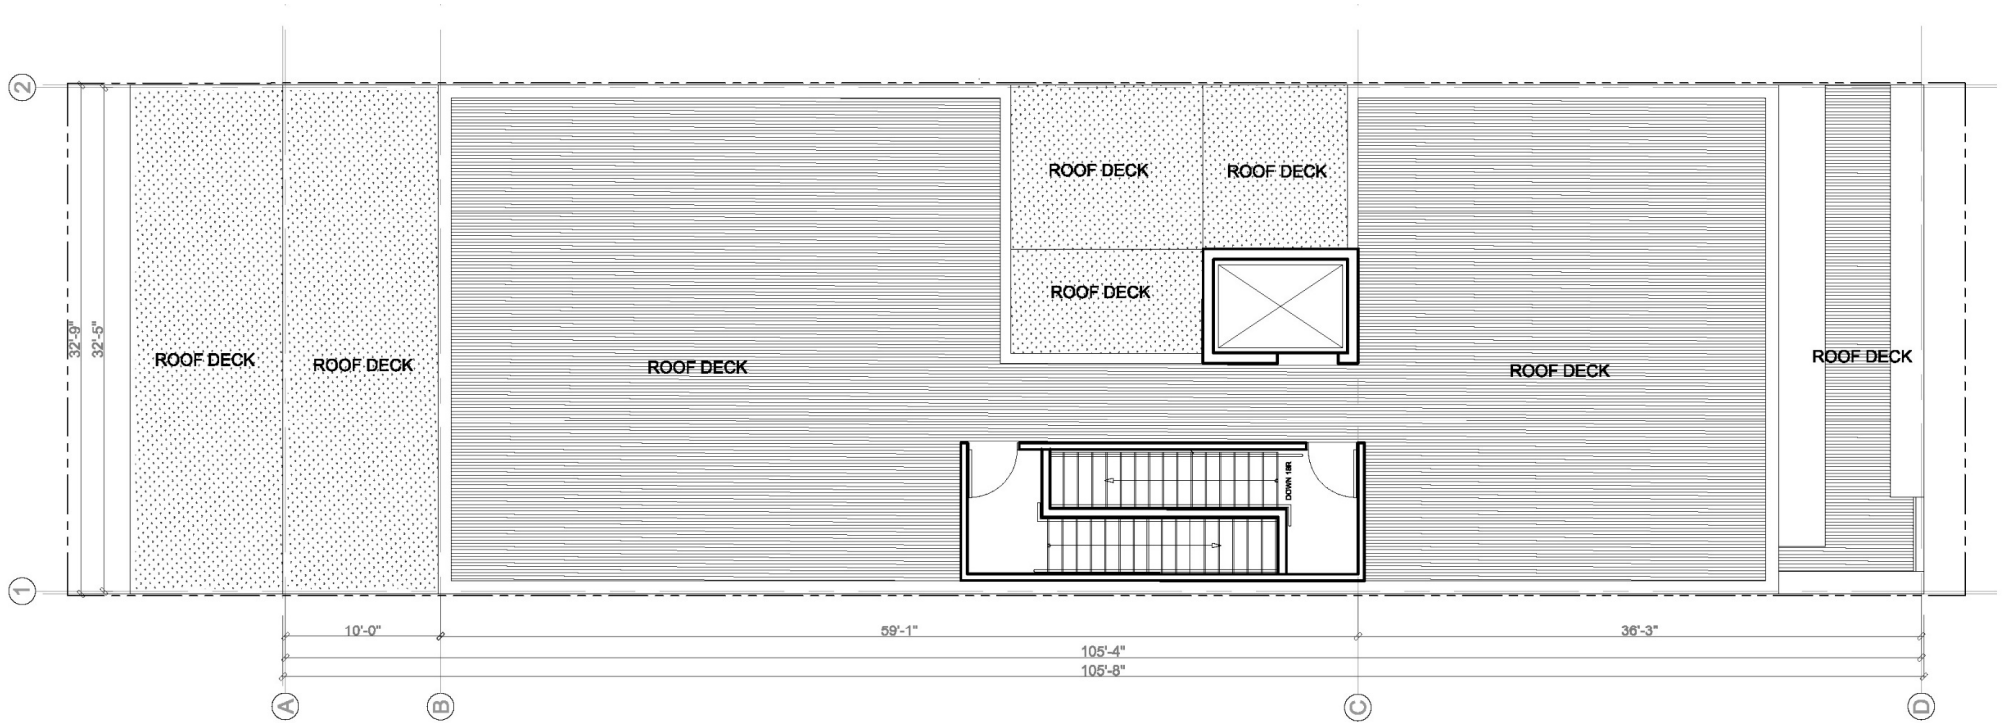 2
ROOF DECK
ROOF DECK
ROOF DECK
32'-9"
32'-5"
ROOF DECK
ROOF DECK
ROOF DECK
ROOF DECK
ROOF DECK
DOWN 18R
1
10'-0"
59'-1"
36'-3"
105'-4"
105'-8"
A
B
C
D